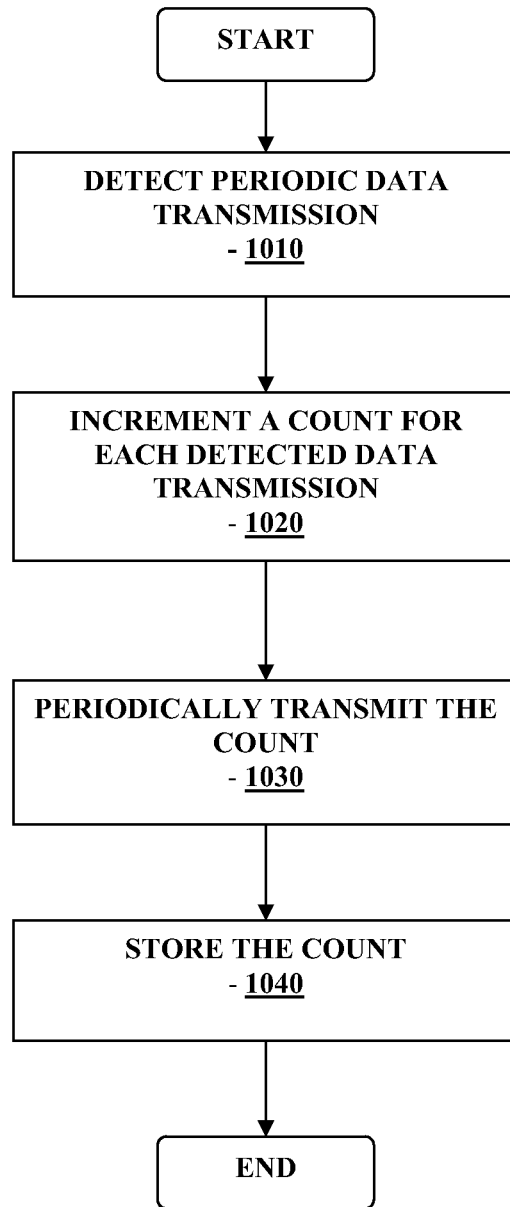 START
DETECT PERIODIC DATA
TRANSMISSION
- 1010
INCREMENT A COUNT FOR
EACH DETECTED DATA
TRANSMISSION
- 1020
PERIODICALLY TRANSMIT THE
COUNT
- 1030
STORE THE COUNT
- 1040
END